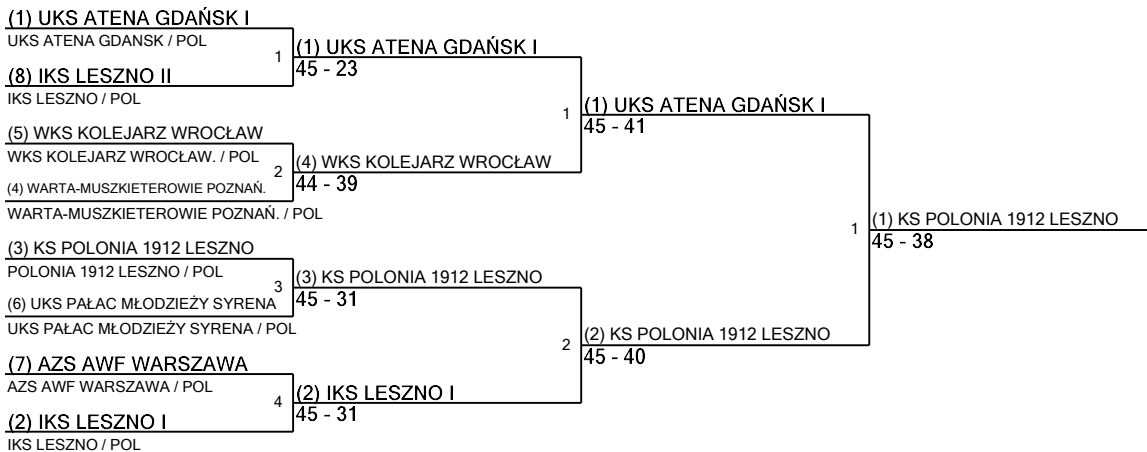 (1) UKS ATENA GDAŃSK I
UKS ATENA GDANSK / POL
1
(8) IKS LESZNO II
IKS LESZNO / POL
(5) WKS KOLEJARZ WROCŁAW
WKS KOLEJARZ WROCŁAW. / POL
2
(4) WARTA-MUSZKIETEROWIE POZNAŃ.
WARTA-MUSZKIETEROWIE POZNAŃ. / POL
(3) KS POLONIA 1912 LESZNO
POLONIA 1912 LESZNO / POL
3
(6) UKS PAŁAC MŁODZIEŻY SYRENA
UKS PAŁAC MŁODZIEŻY SYRENA / POL
(7) AZS AWF WARSZAWA
AZS AWF WARSZAWA / POL
4
(2) IKS LESZNO I
IKS LESZNO / POL
(1) UKS ATENA GDAŃSK I
45 - 23
1
(4) WKS KOLEJARZ WROCŁAW
44 - 39
(3) KS POLONIA 1912 LESZNO
45 - 31
2
(2) IKS LESZNO I
45 - 31
(1) UKS ATENA GDAŃSK I
45 - 41
1
(2) KS POLONIA 1912 LESZNO
45 - 40
(1) KS POLONIA 1912 LESZNO
45 - 38